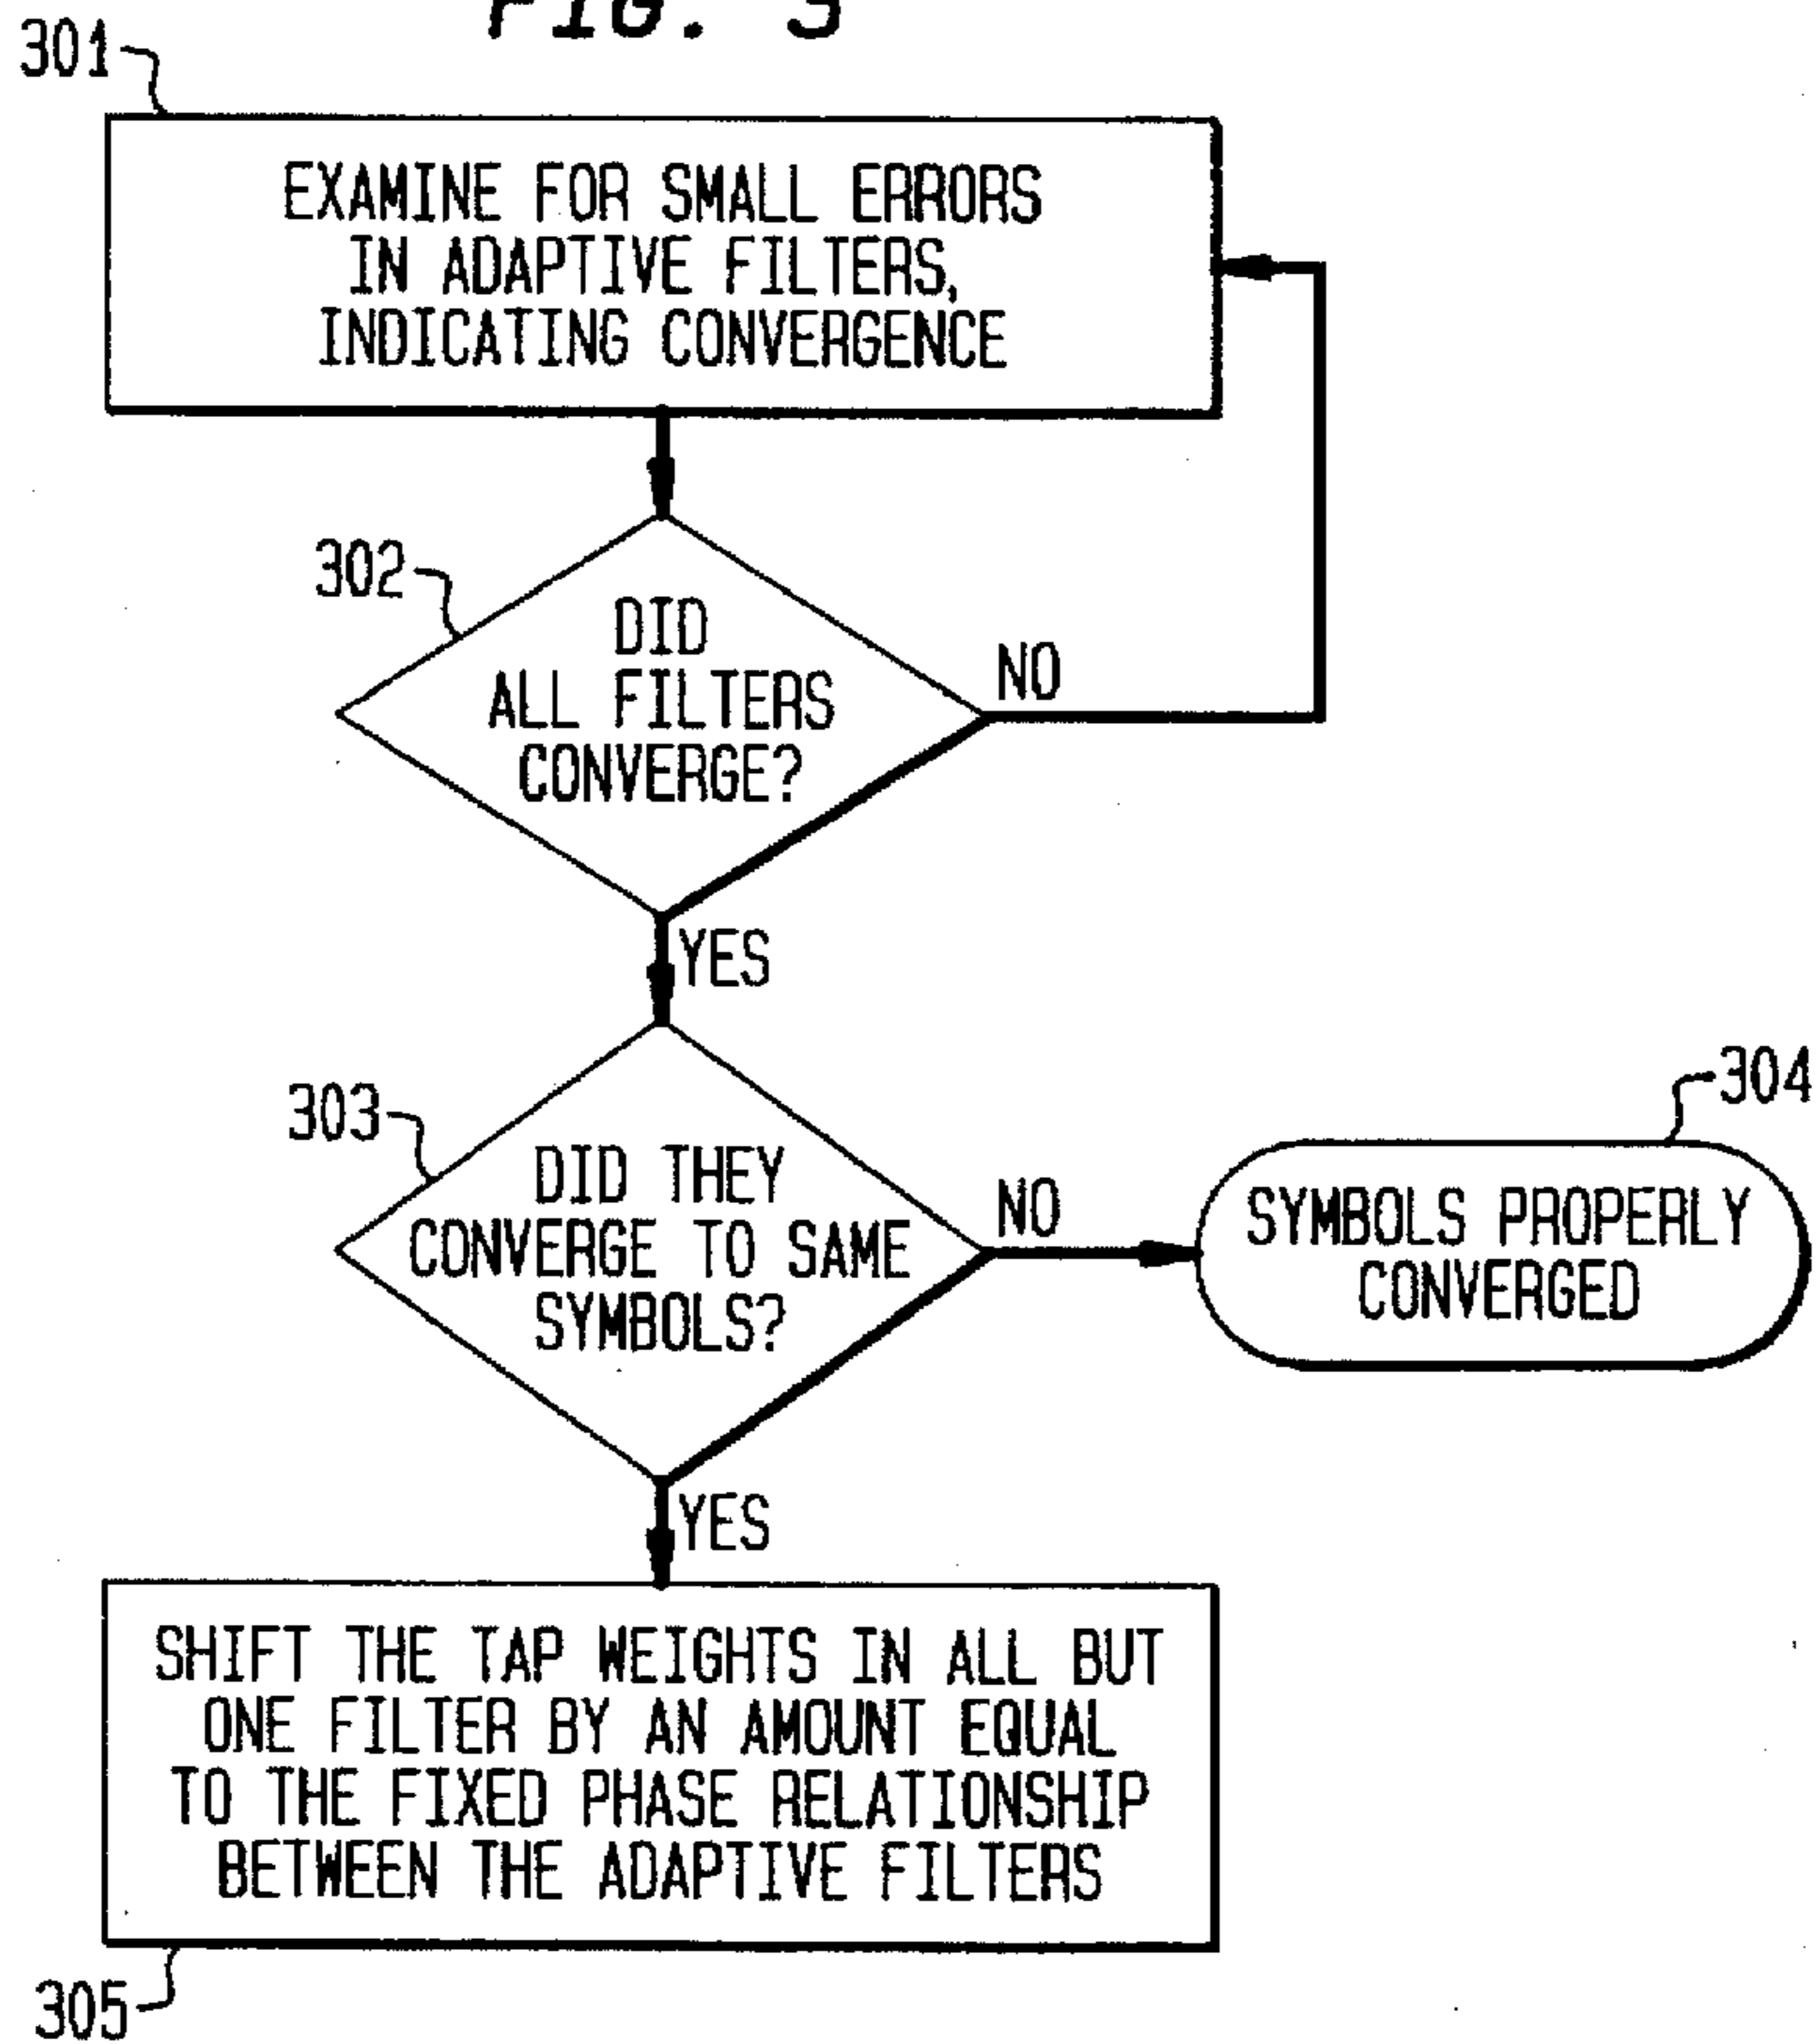 FIG. 3
301
EXAMINE FOR SMALL ERRORS
IN ADAPTIVE FILTERS,
INDICATING CONVERGENCE
302
DID
ALL FILTERS
CONVERGE?
NO
YES
303
DID THEY
CONVERGE TO SAME
SYMBOLS?
NO
304
SYMBOLS PROPERLY
CONVERGED
YES
SHIFT THE TAP WEIGHTS IN ALL BUT
ONE FILTER BY AN AMOUNT EQUAL
TO THE FIXED PHASE RELATIONSHIP
BETWEEN THE ADAPTIVE FILTERS
305